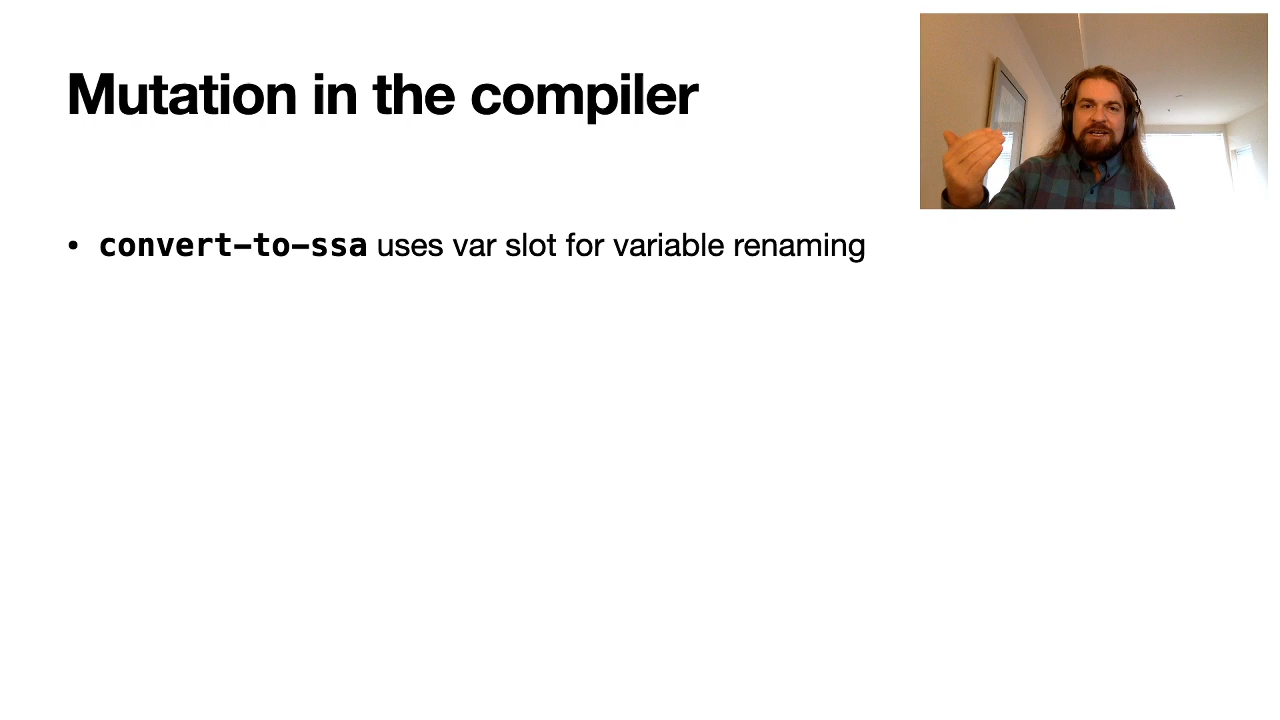 Mutation in the compiler
• convert-to-ssa uses var slot for variable renaming